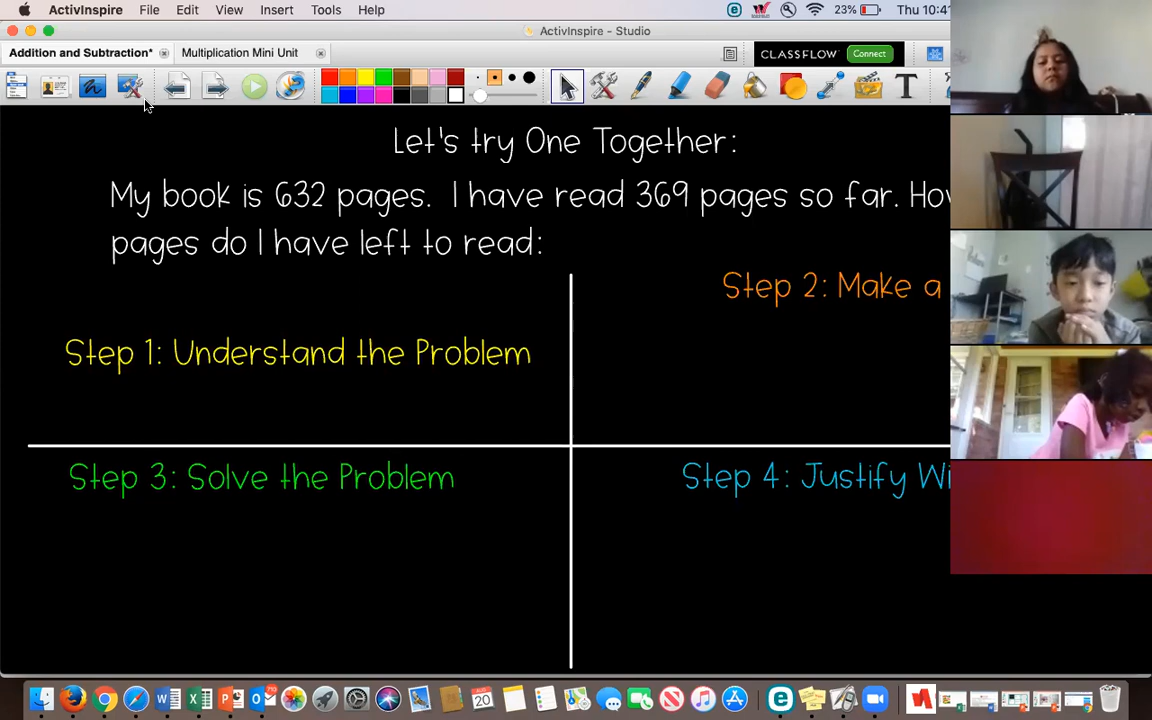 ActivInspire File Edit View Insert Tools Help 23% Thu 10:41
ActivInspire - Studio
Addition and Subtraction* Multiplication Mini Unit
CLASSFLOW Connect
Let's try One Together:
My book is 632 pages. I have read 369 pages so far.
pages do I have left to read:
Step 2: Make a
Step 1: Understand the Problem
Step 3: Solve the Problem
Step 4: Justify
AUG
20